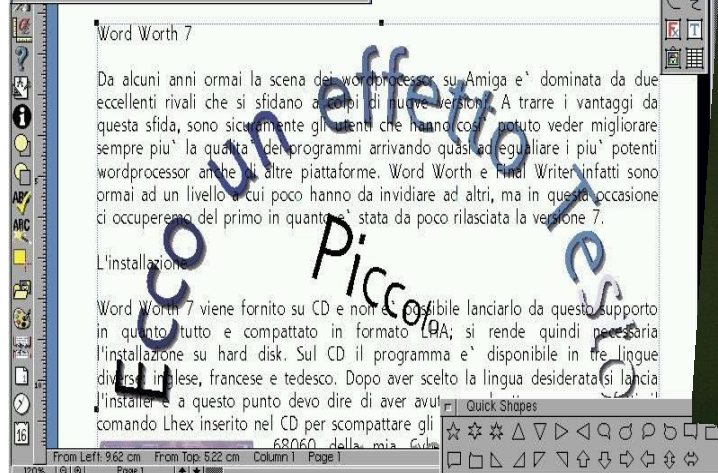 Word Worth 7
Da alcuni anni ormai la scena dei wordprocessor su Amiga e` dominata da due
eccellenti rivali che si sfidano a colpi di nuove versioni. A trarre i vantaggi da
questa sfida, sono sicuramente gli utenti che hanno cosi` potuto veder migliorare
sempre piu` la qualita` dei programmi arrivando quasi ad eguagliare i piu` potenti
wordprocessor anche di altre piattaforme. Word Worth e Final Writer infatti sono
ormai ad un livello a cui poco hanno da invidiare ad altri, ma in questa occasione
ci occuperemo del primo in quanto e` stata da poco rilasciata la versione 7.
Ecco un effetto Testo
Piccolo
L'installazione
Word Worth 7 viene fornito su CD e non e` possibile lanciarlo da questo supporto
in quanto tutto e compattato in formato LHA; si rende quindi necessaria
l'installazione su hard disk. Sul CD il programma e` disponibile in tre lingue
diverse: inglese, francese e tedesco. Dopo aver scelto la lingua desiderata si lancia
l'installer e a questo punto devo dire di aver
comando Lhex inserito nel CD per scompattare gli
68060 della mia
Quick Shapes
From Left: 9.62 cm From Top: 5.22 cm Column 1 Page 1
120% Page 1
ABC
16